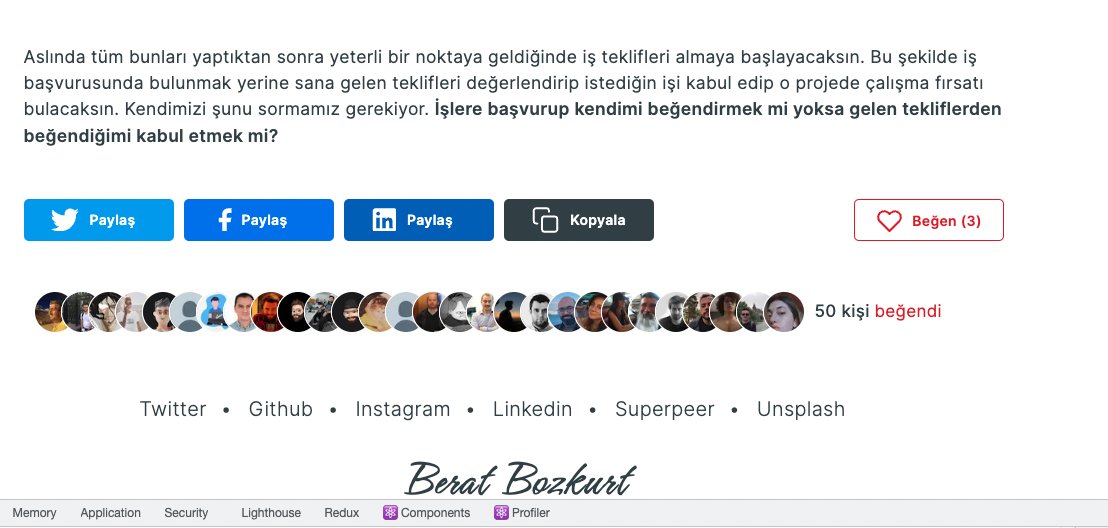 Aslında tüm bunları yaptıktan sonra yeterli bir noktaya geldiğinde iş teklifleri almaya başlayacaksın. Bu şekilde iş
başvurusunda bulunmak yerine sana gelen teklifleri değerlendirip istediğin işi kabul edip o projede çalışma fırsatı
bulacaksın. Kendimizi şunu sormamız gerekiyor. İşlere başvurup kendimi beğendirmek mi yoksa gelen tekliflerden
beğendiğimi kabul etmek mi?
Paylaş Paylaş Paylaş Kopyala Beğen (3)
50 kişi beğendi
Twitter • Github • Instagram • Linkedin • Superpeer • Unsplash
Berat Bozkurt
Memory Application Security Lighthouse Redux Components Profiler